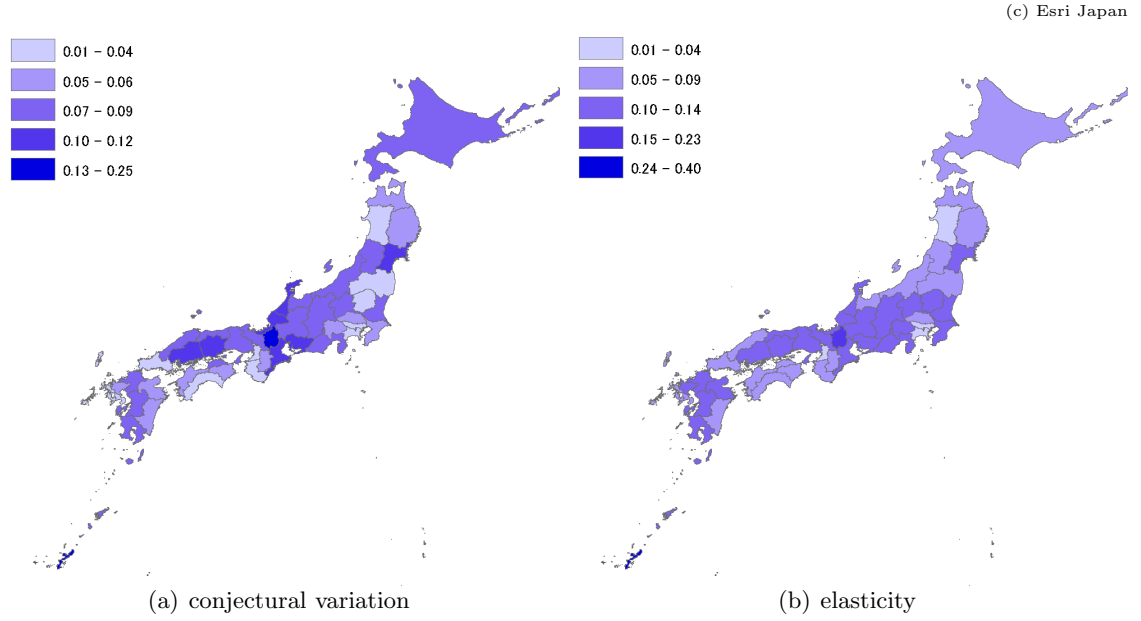 (c) Esri Japan
0.01 – 0.04
0.05 – 0.06
0.07 – 0.09
0.10 – 0.12
0.13 – 0.25
0.01 – 0.04
0.05 – 0.09
0.10 – 0.14
0.15 – 0.23
0.24 – 0.40
(a) conjectural variation
(b) elasticity